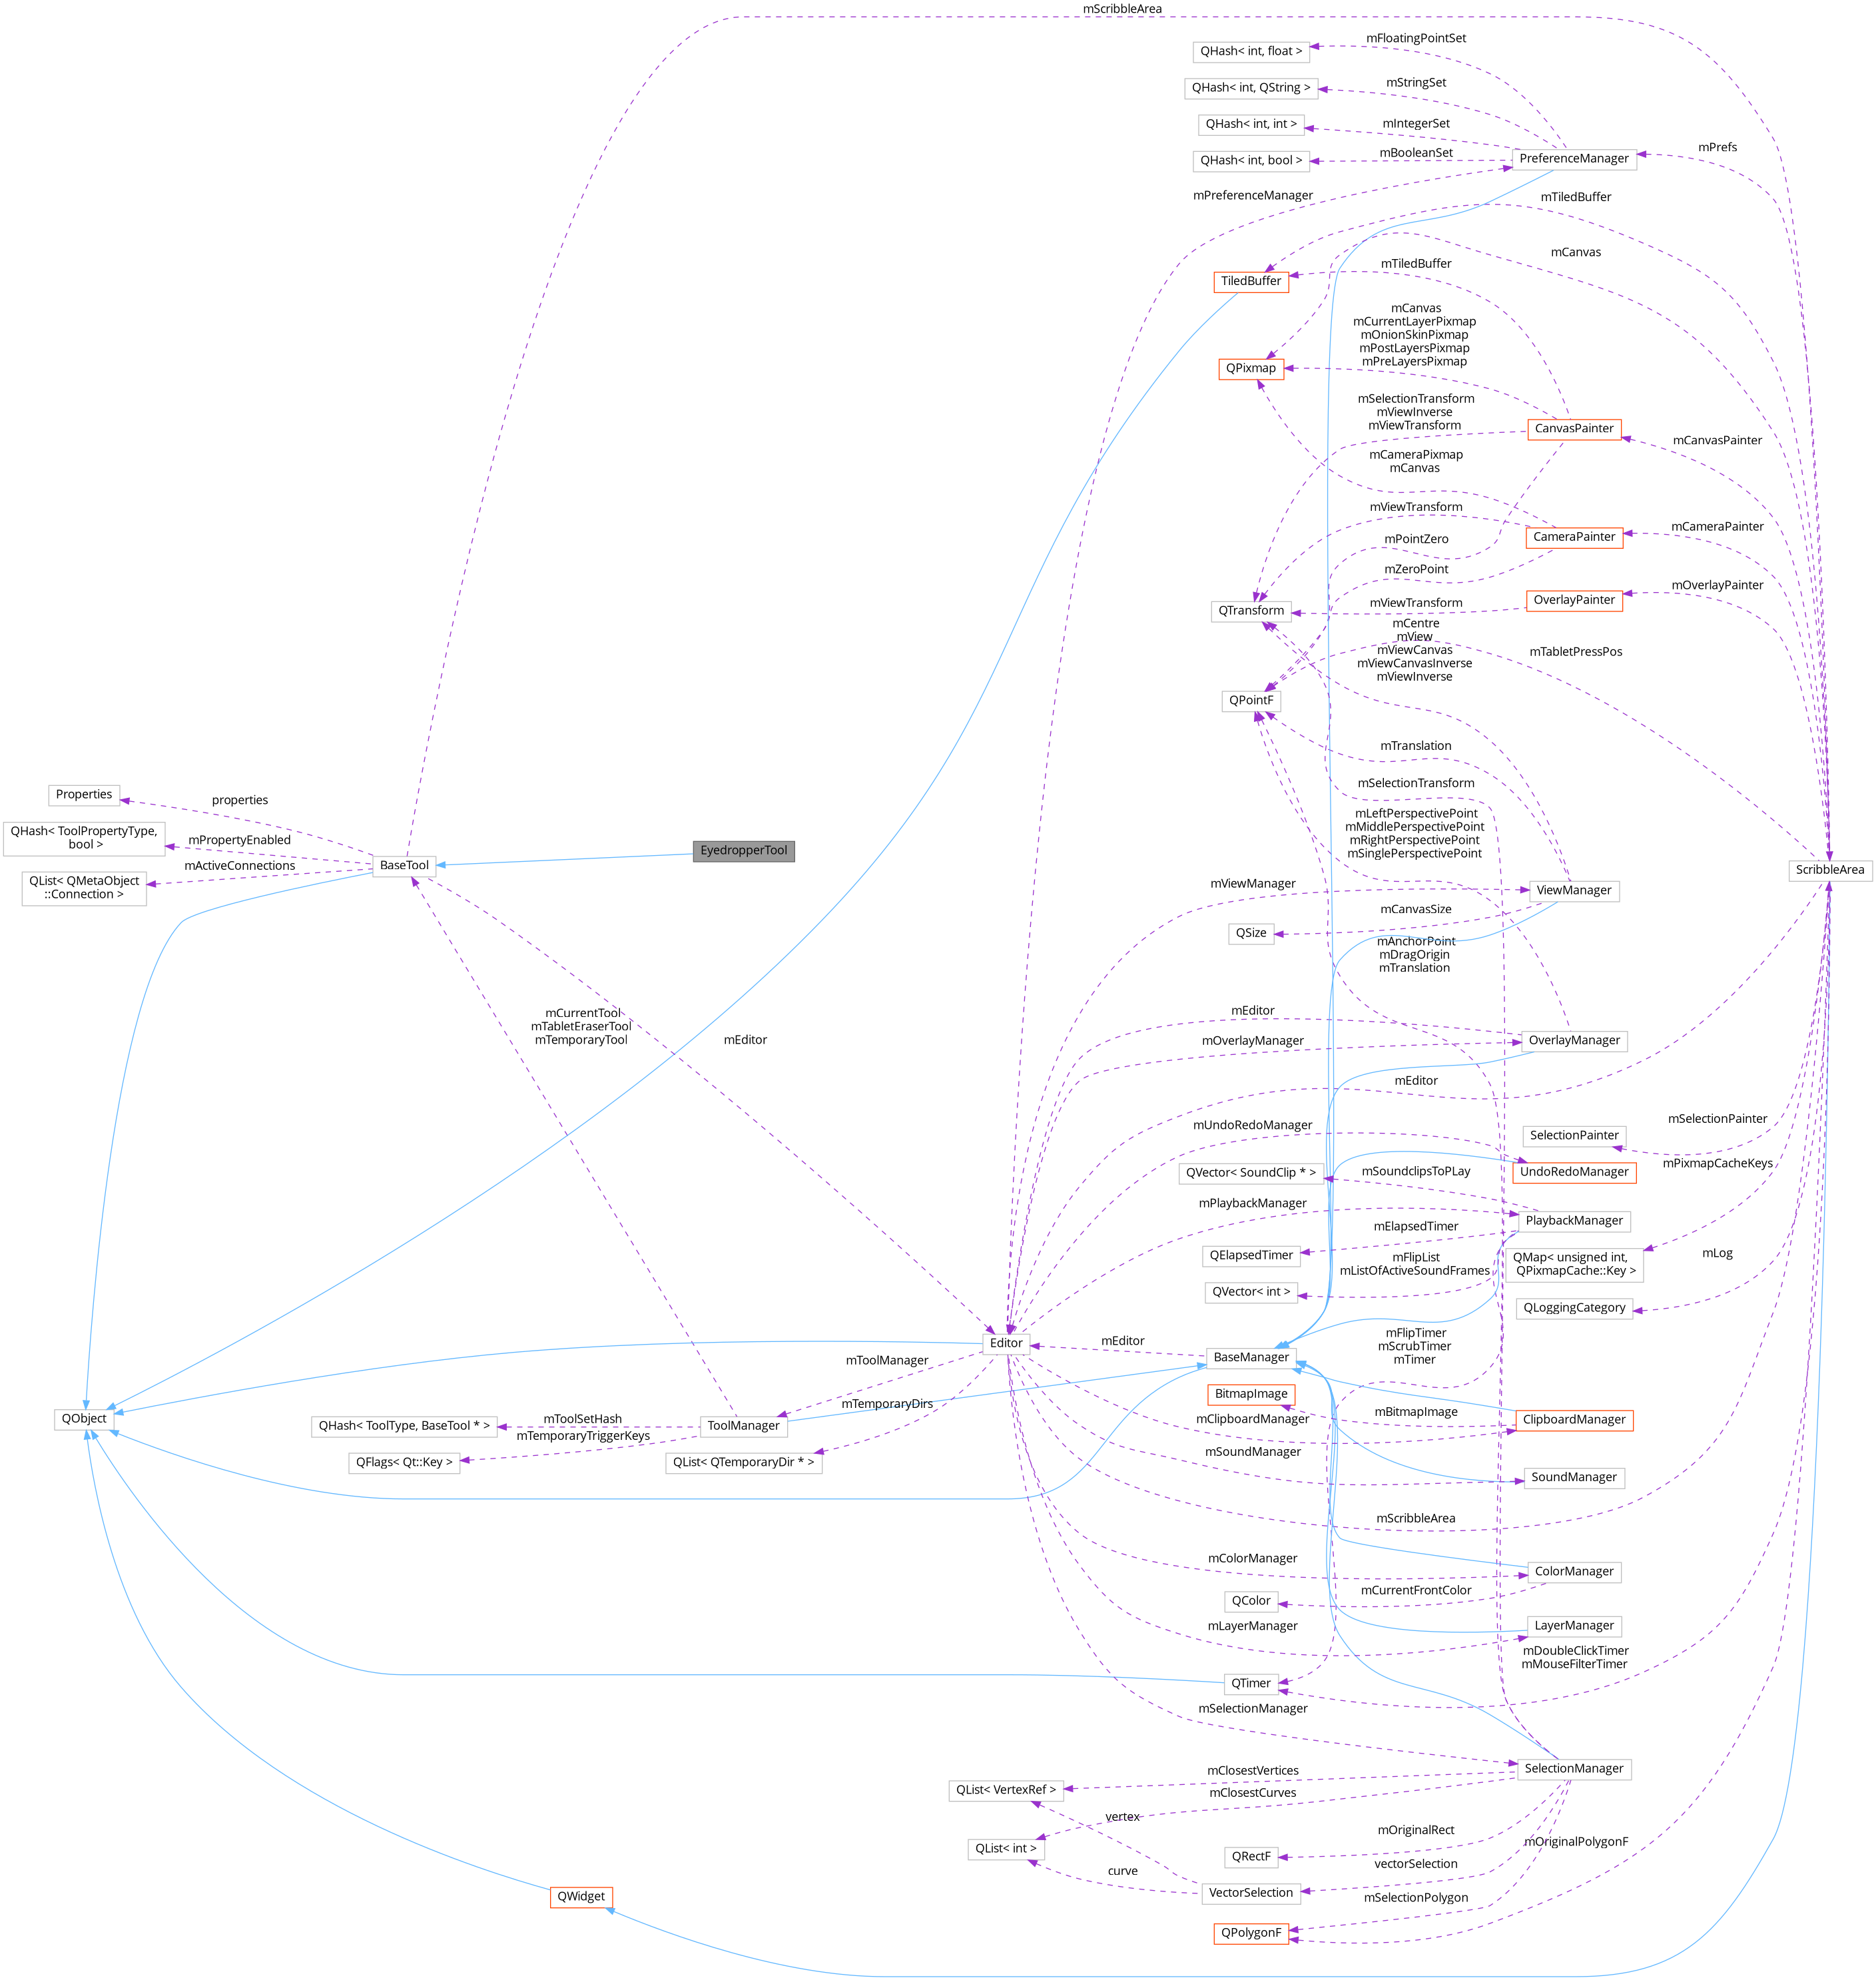 mScribbleArea
QHash< int, float >
mFloatingPointSet
QHash< int, QString >
mStringSet
QHash< int, int >
mIntegerSet
QHash< int, bool >
mBooleanSet
PreferenceManager
mPrefs
mPreferenceManager
mTiledBuffer
mCanvas
TiledBuffer
mTiledBuffer
mCanvas
mCurrentLayerPixmap
mOnionSkinPixmap
mPostLayersPixmap
mPreLayersPixmap
QPixmap
mSelectionTransform
mViewInverse
mViewTransform
CanvasPainter
mCanvasPainter
mCameraPixmap
mCanvas
mViewTransform
CameraPainter
mCameraPainter
mPointZero
mZeroPoint
QTransform
mViewTransform
OverlayPainter
mOverlayPainter
mCentre
mView
mViewCanvas
mViewCanvasInverse
mViewInverse
mTabletPressPos
QPointF
mTranslation
mSelectionTransform
mLeftPerspectivePoint
mMiddlePerspectivePoint
mRightPerspectivePoint
mSinglePerspectivePoint
Properties
properties
QHash< ToolPropertyType,
bool >
mPropertyEnabled
QList< QMetaObject
::Connection >
mActiveConnections
BaseTool
EyedropperTool
ScribbleArea
mViewManager
ViewManager
QSize
mCanvasSize
mAnchorPoint
mDragOrigin
mTranslation
mCurrentTool
mTabletEraserTool
mTemporaryTool
mEditor
mEditor
mOverlayManager
OverlayManager
mEditor
mUndoRedoManager
SelectionPainter
mSelectionPainter
UndoRedoManager
mPixmapCacheKeys
QVector< SoundClip * >
mSoundclipsToPLay
mPlaybackManager
PlaybackManager
QElapsedTimer
mElapsedTimer
QMap< unsigned int,
QPixmapCache::Key >
mLog
QVector< int >
mFlipList
mListOfActiveSoundFrames
QLoggingCategory
Editor
mEditor
BaseManager
mFlipTimer
mScrubTimer
mTimer
mToolManager
mTemporaryDirs
QObject
QHash< ToolType, BaseTool * >
mToolSetHash
mTemporaryTriggerKeys
QFlags< Qt::Key >
ToolManager
QList< QTemporaryDir * >
BitmapImage
mBitmapImage
mClipboardManager
ClipboardManager
mSoundManager
SoundManager
mScribbleArea
mColorManager
ColorManager
QColor
mCurrentFrontColor
mLayerManager
LayerManager
mDoubleClickTimer
mMouseFilterTimer
QTimer
mSelectionManager
SelectionManager
QList< VertexRef >
mClosestVertices
mClosestCurves
vertex
QList< int >
curve
mOriginalRect
QRectF
mOriginalPolygonF
vectorSelection
VectorSelection
mSelectionPolygon
QPolygonF
QWidget